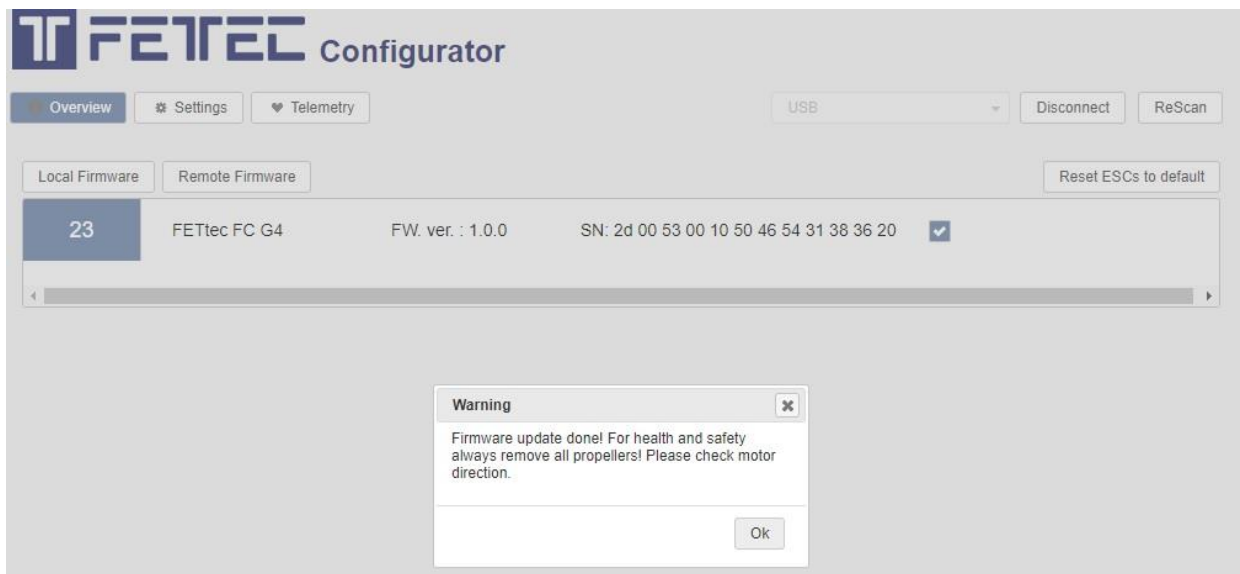 FETTEC Configurator
Overview Settings Telemetry USB Disconnect ReScan
Local Firmware Remote Firmware Reset ESCs to default
23 FETtec FC G4 FW. ver. : 1.0.0 SN: 2d 00 53 00 10 50 46 54 31 38 36 20
Warning
Firmware update done! For health and safety
always remove all propellers! Please check motor
direction.
Ok